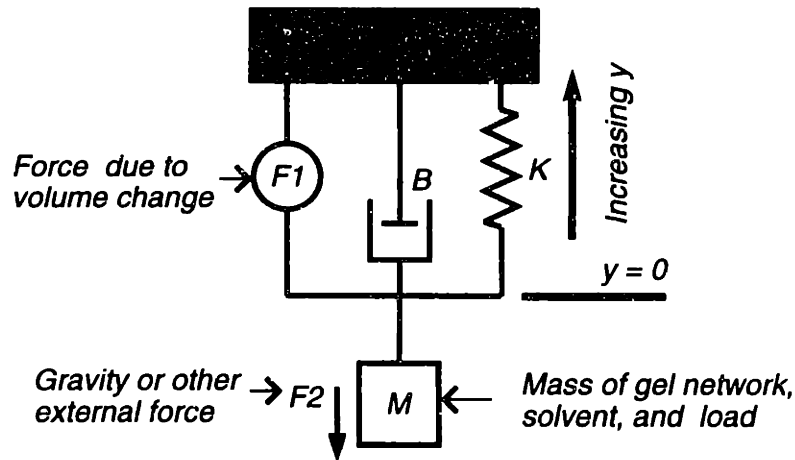 Increasing y
Force due to
volume change
F1
B
K
y = 0
Gravity or other
external force
F2
M
Mass of gel network,
solvent, and load